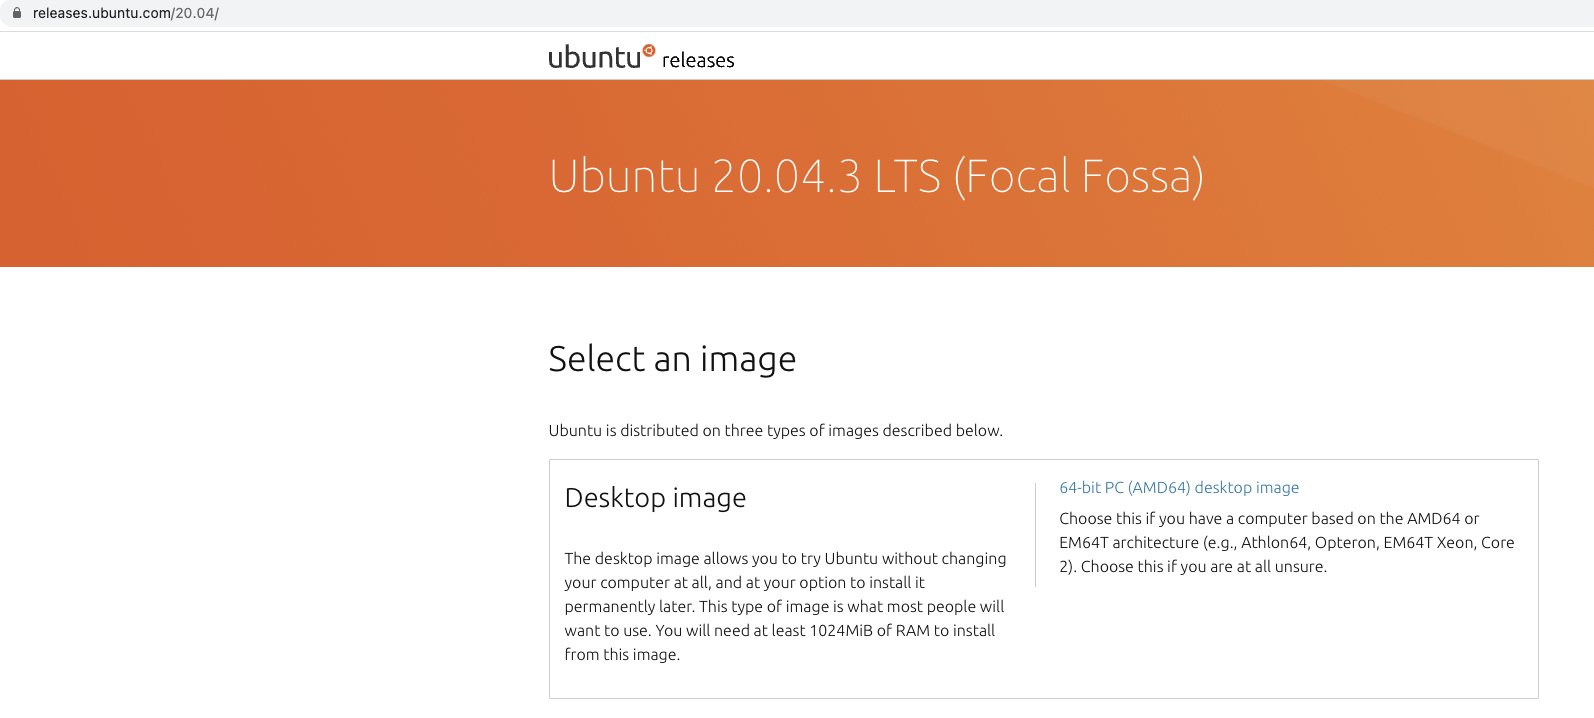 releases.ubuntu.com/20.04/
ubuntu releases
Ubuntu 20.04.3 LTS (Focal Fossa)
Select an image
Ubuntu is distributed on three types of images described below.
Desktop image
The desktop image allows you to try Ubuntu without changing
your computer at all, and at your option to install it
permanently later. This type of image is what most people will
want to use. You will need at least 1024MiB of RAM to install
from this image.
64-bit PC (AMD64) desktop image
Choose this if you have a computer based on the AMD64 or
EM64T architecture (e.g., Athlon64, Opteron, EM64T Xeon, Core
2). Choose this if you are at all unsure.